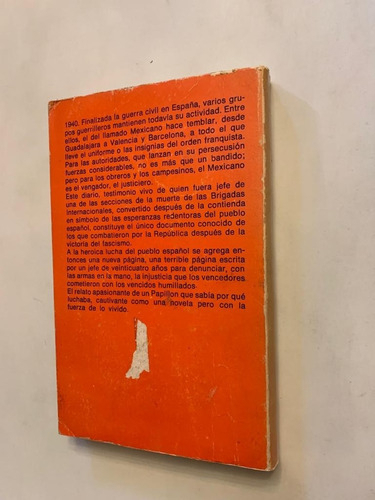 1940. Finalizada la guerra civil en España, varios gru-
pos guerrilleros mantienen todavía su actividad. Entre
ellos, el del llamado Mexicano hace temblar, desde
Guadalajara a Valencia y Barcelona, a todo el que
lleve el uniforme o las insignias del orden franquista.
Para las autoridades, que lanzan en su persecución
fuerzas considerables, no es más que un bandido;
pero para los obreros y los campesinos, el Mexicano
es el vengador, el justiciero.
Este diario, testimonio vivo de quien fuera jefe de
una de las secciones de la muerte de las Brigadas
Internacionales, convertido después de la contienda
en símbolo de las esperanzas redentoras del pueblo
español, constituye el único documento conocido de
los que combatieron por la República después de la
victoria del fascismo.
A la heroica lucha del pueblo español se agrega en-
tonces una nueva página, una terrible página escrita
por un jefe de veinticuatro años para denunciar, con
las armas en la mano, la injusticia que los vencedores
cometieron con los vencidos humillados.
El relato apasionante de un Papillon que sabía por qué
luchaba, cautivante como una novela pero con la
fuerza de lo vivido.